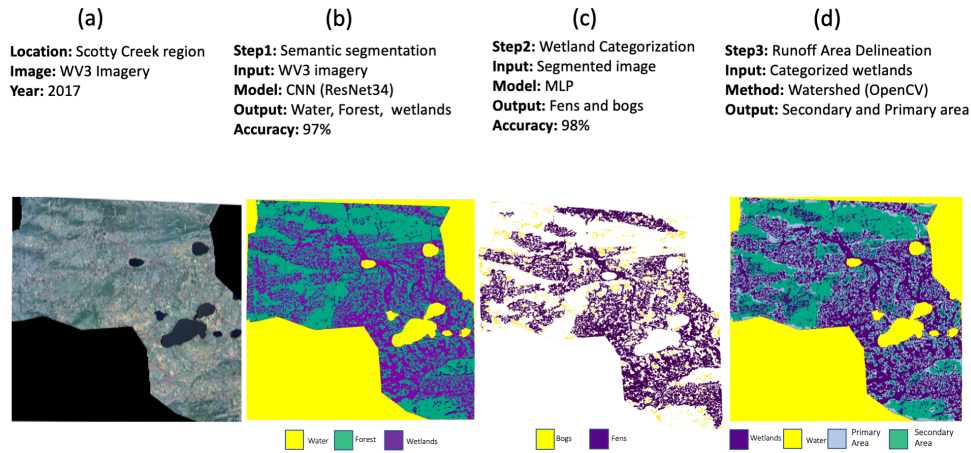 (a)
Location: Scotty Creek region
Image: WV3 Imagery
Year: 2017
(b)
Step1: Semantic segmentation
Input: WV3 imagery
Model: CNN (ResNet34)
Output: Water, Forest, wetlands
Accuracy: 97%
(c)
Step2: Wetland Categorization
Input: Segmented image
Model: MLP
Output: Fens and bogs
Accuracy: 98%
(d)
Step3: Runoff Area Delineation
Input: Categorized wetlands
Method: Watershed (OpenCV)
Output: Secondary and Primary area
Water
Forest
Wetlands
Bogs
Fens
Wetlands
Water
Primary
Area
Secondary
Area